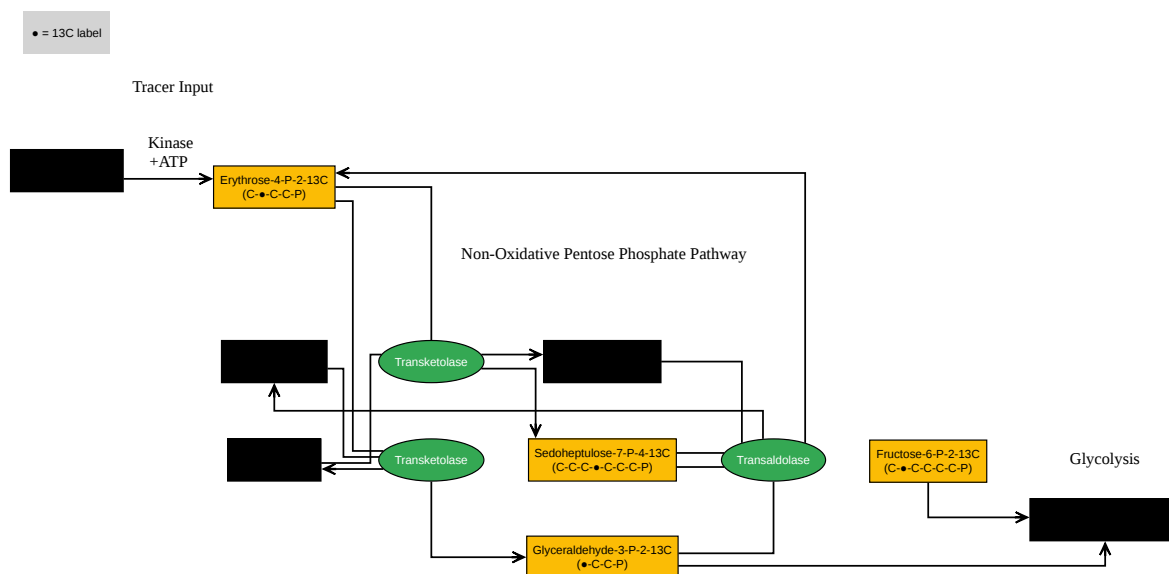 ● = 13C label
Tracer Input
Kinase
+ATP
Erythrose-4-P-2-13C
(C-●-C-C-P)
Non-Oxidative Pentose Phosphate Pathway
Transketolase
Transketolase
Sedoheptulose-7-P-4-13C
(C-C-C-●-C-C-C-P)
Transaldolase
Fructose-6-P-2-13C
(C-●-C-C-C-C-P)
Glycolysis
Glyceraldehyde-3-P-2-13C
(●-C-C-P)